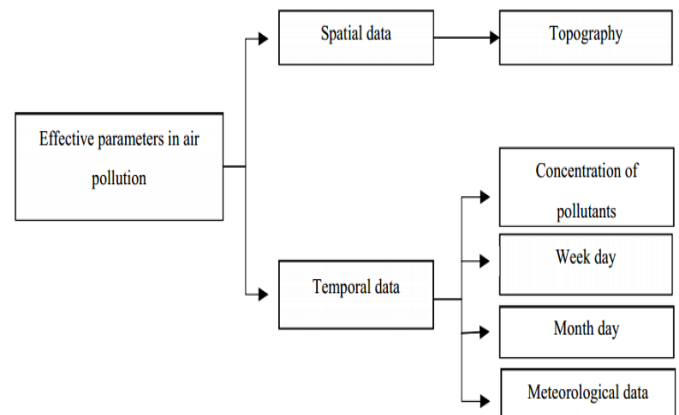 Spatial data
Topography
Effective parameters in air
pollution
Concentration of
pollutants
Week day
Temporal data
Month day
Meteorological data